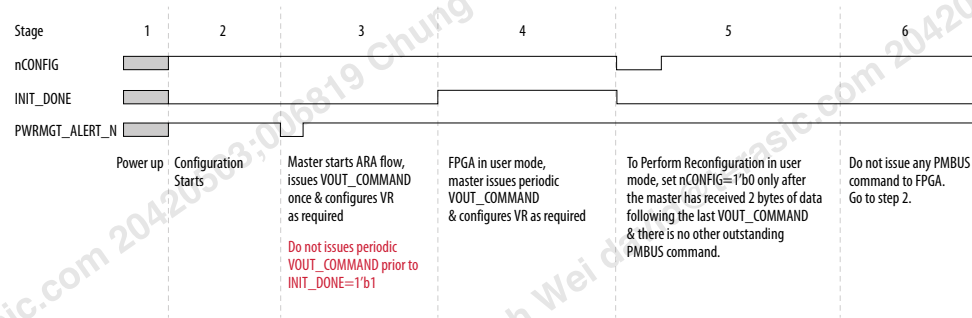 Stage 1 2 3 4 5 6
nCONFIG
INIT_DONE
PWRMGT_ALERT_N
Power up
Configuration
Starts
Master starts ARA flow,
issues VOUT_COMMAND
once & configures VR
as required
Do not issues periodic
VOUT_COMMAND prior to
INIT_DONE=1'b1
FPGA in user mode,
master issues periodic
VOUT_COMMAND
& configures VR as required
To Perform Reconfiguration in user
mode, set nCONFIG=1'b0 only after
the master has received 2 bytes of data
following the last VOUT_COMMAND
& there is no other outstanding
PMBUS command.
Do not issue any PMBUS
command to FPGA.
Go to step 2.